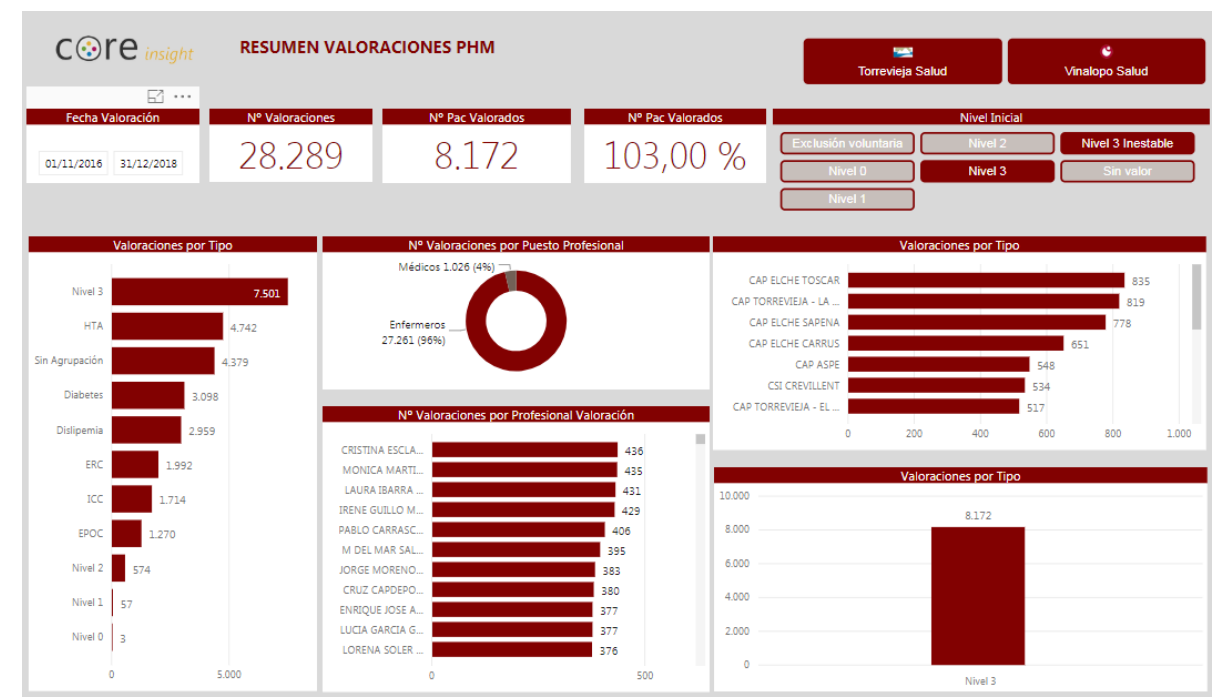 core insight
RESUMEN VALORACIONES PHM
Torrevieja Salud
Vinalopo Salud
Fecha Valoración
01/11/2016 31/12/2018
Nº Valoraciones
28.289
Nº Pac Valorados
8.172
Nº Pac Valorados
103,00 %
Nivel Inicial
Exclusión voluntaria
Nivel 2
Nivel 3 Inestable
Nivel 0
Nivel 3
Sin valor
Nivel 1
Valoraciones por Tipo
Nivel 3 7.501
HTA 4.742
Sin Agrupación 4.379
Diabetes 3.098
Dislipemia 2.959
ERC 1.992
ICC 1.714
EPOC 1.270
Nivel 2 574
Nivel 1 57
Nivel 0 3
0 5.000
Nº Valoraciones por Puesto Profesional
Médicos 1.026 (4%)
Enfermeros
27.261 (96%)
Nº Valoraciones por Profesional Valoración
CRISTINA ESCLA... 436
MONICA MARTI... 435
LAURA IBARRA ... 431
IRENE GUILLO M... 429
PABLO CARRASC... 406
M DEL MAR SAL... 395
JORGE MORENO... 383
CRUZ CAPDEPO... 380
ENRIQUE JOSE A... 377
LUCIA GARCIA G... 377
LORENA SOLER ... 376
0 500
Valoraciones por Tipo
CAP ELCHE TOSCAR 835
CAP TORREVIEJA - LA ... 819
CAP ELCHE SAPENA 778
CAP ELCHE CARRUS 651
CAP ASPE 548
CSI CREVILLENT 534
CAP TORREVIEJA - EL ... 517
0 200 400 600 800 1.000
Valoraciones por Tipo
10.000
8.000
6.000
4.000
2.000
0
8.172
Nivel 3